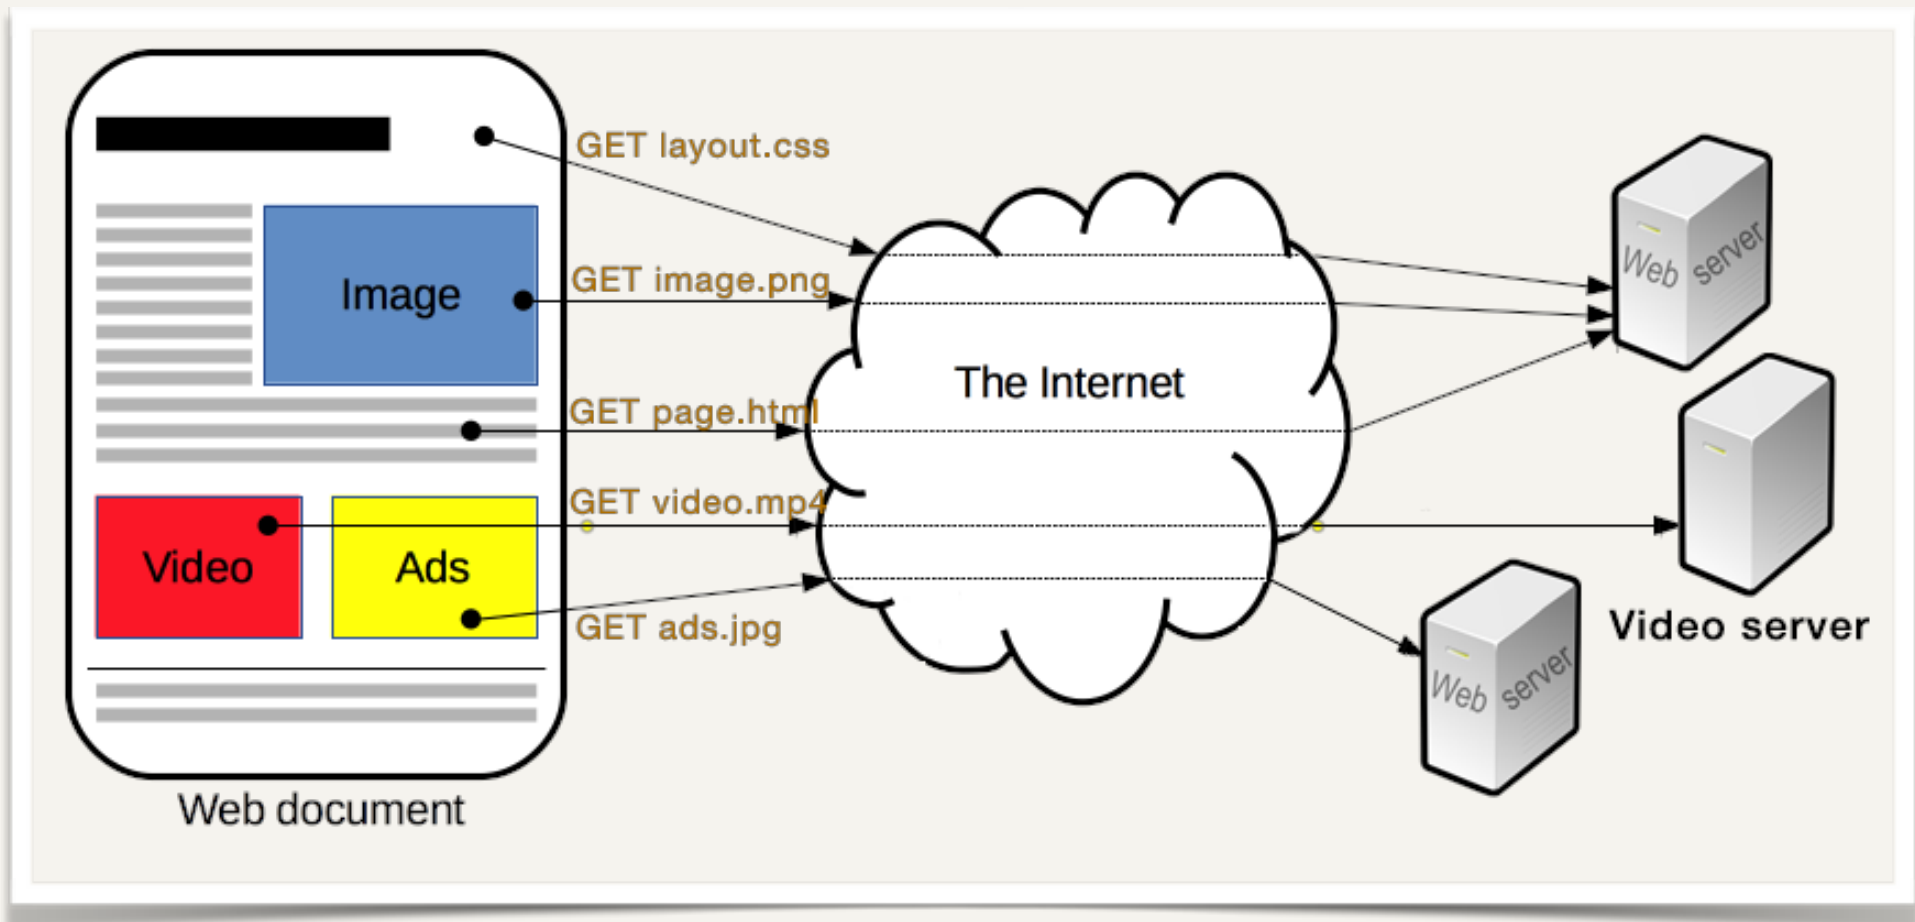 GET layout.css
GET image.png
Image
The Internet
GET page.html
GET video.mp4
Video
Ads
GET ads.jpg
Web document
Web server
Video server
Web server